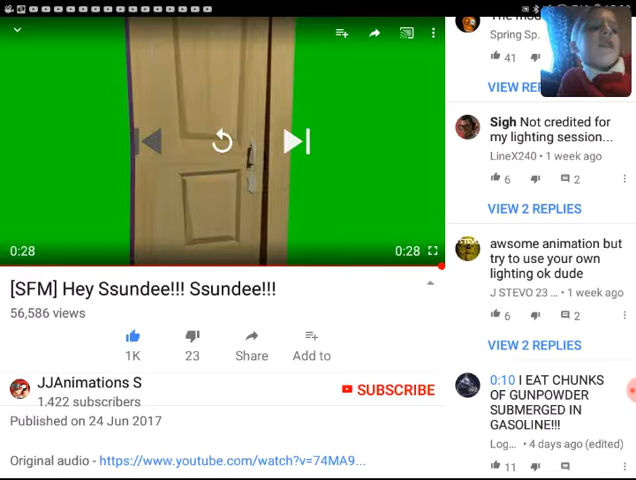 0:28
0:28
[SFM] Hey Ssundee!!! Ssundee!!!
56,586 views
1K
23
Share
Add to
JJAnimations S
1,422 subscribers
SUBSCRIBE
Published on 24 Jun 2017
Original audio - https://www.youtube.com/watch?v=74MA9...
Spring Sp...
41
VIEW RE
Sigh Not credited for
my lighting session...
LineX240 • 1 week ago
6
2
VIEW 2 REPLIES
awsome animation but
try to use your own
lighting ok dude
J STEVO 23 ... • 1 week ago
6
2
VIEW 2 REPLIES
0:10 I EAT CHUNKS
OF GUNPOWDER
SUBMERGED IN
GASOLINE!!!
Log... • 4 days ago (edited)
11